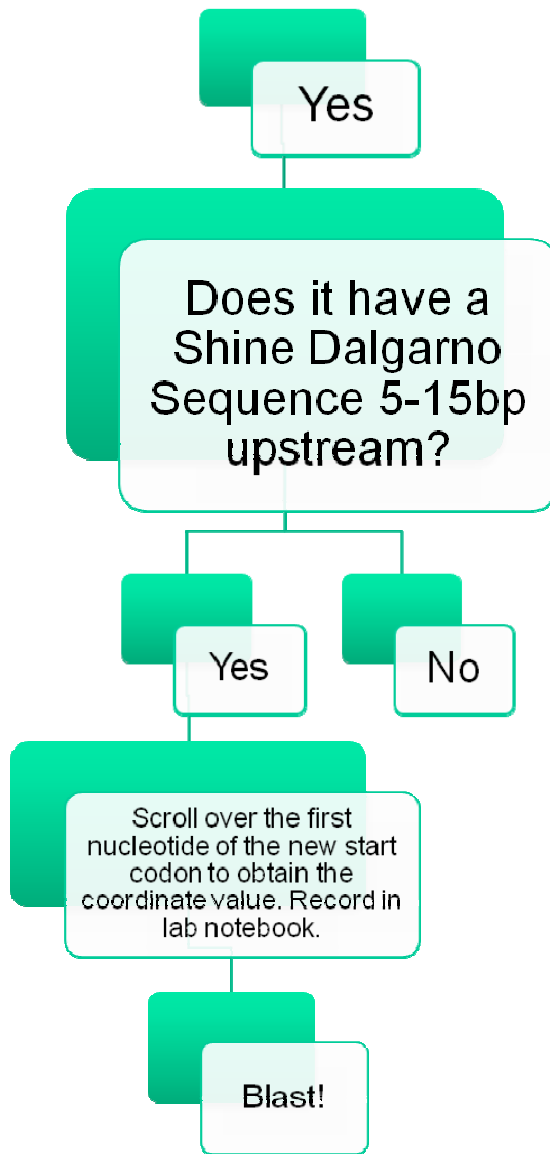 Yes
Does it have a
Shine Dalgarno
Sequence 5-15bp
upstream?
Yes
No
Scroll over the first
nucleotide of the new start
codon to obtain the
coordinate value. Record in
lab notebook.
Blast!